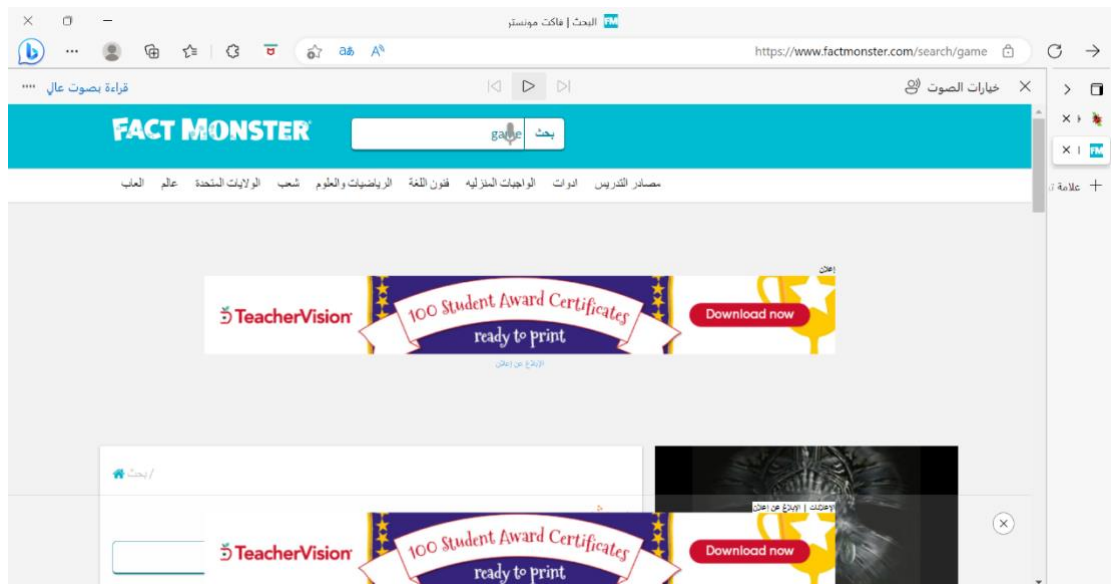 البحث | فاكت مونستر
https://www.factmonster.com/search/game
خيارات الصوت
قراءة بصوت عالٍ
FACT MONSTER
game
بحث
مصادر التدريس ادوات الواجبات المنزليه فنون اللغة الرياضيات والعلوم شعب الولايات المتحدة عالم العاب
علامة
إعلان
TeacherVision
100 Student Award Certificates
ready to print
Download now
الإبلاغ عن إعلان
/ بحث
الإعلانات | الإبلاغ عن إعلان
TeacherVision
100 Student Award Certificates
ready to print
Download now